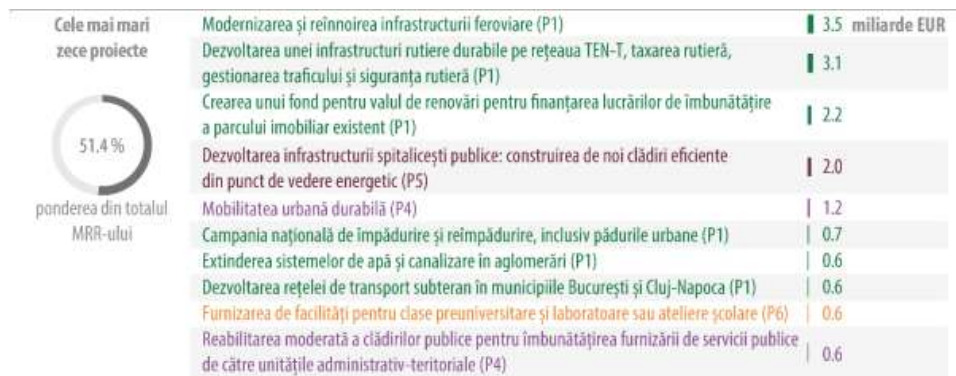 Cele mai mari
zece proiecte
51.4 %
ponderea din totalul
MRR-ului
Modernizarea și reînnoirea infrastructurii feroviare (P1)
3.5 miliarde EUR
Dezvoltarea unei infrastructuri rutiere durabile pe rețeaua TEN-T, taxarea rutieră,
gestionarea traficului și siguranța rutieră (P1)
3.1
Crearea unui fond pentru valul de renovări pentru finanțarea lucrărilor de îmbunătățire
a parcului imobiliar existent (P1)
2.2
Dezvoltarea infrastructurii spitalicești publice: construirea de noi clădiri eficiente
din punct de vedere energetic (P5)
2.0
Mobilitatea urbană durabilă (P4)
1.2
Campania națională de împădurire și reîmpădurire, inclusiv pădurile urbane (P1)
0.7
Extinderea sistemelor de apă și canalizare în aglomerări (P1)
0.6
Dezvoltarea rețelei de transport subteran în municipiile București și Cluj-Napoca (P1)
0.6
Furnizarea de facilități pentru clase preuniversitare și laboratoare sau ateliere școlare (P6)
0.6
Reabilitarea moderată a clădirilor publice pentru îmbunătățirea furnizării de servicii publice
de către unitățile administrativ-teritoriale (P4)
0.6